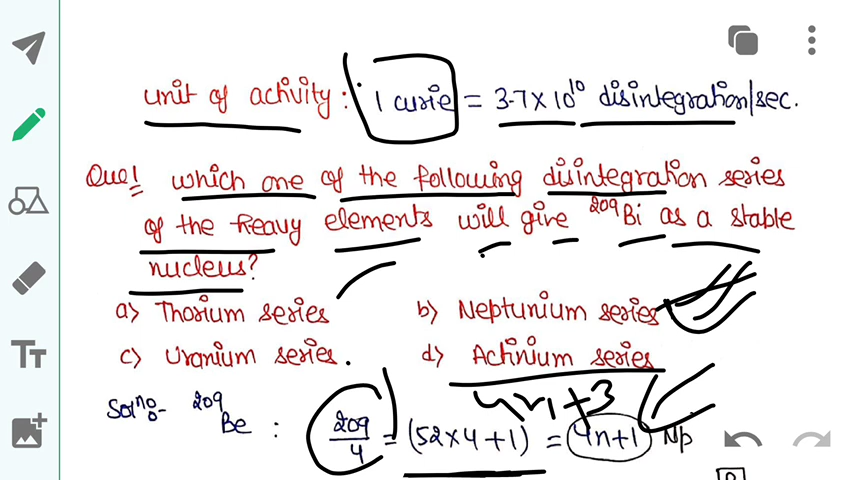 unit of activity : 1 curie = 3.7 × 10¹⁰ disintegration/sec.
Que! which one of the following disintegration series
of the heavy elements will give ²⁰⁹Bi as a stable
nucleus?
a) Thorium series b) Neptunium series
c) Uranium series. d) Actinium series
4n+3
Solno- ²⁰⁹Be : 209/4 = (52×4+1) = 4n+1 Np
Tт